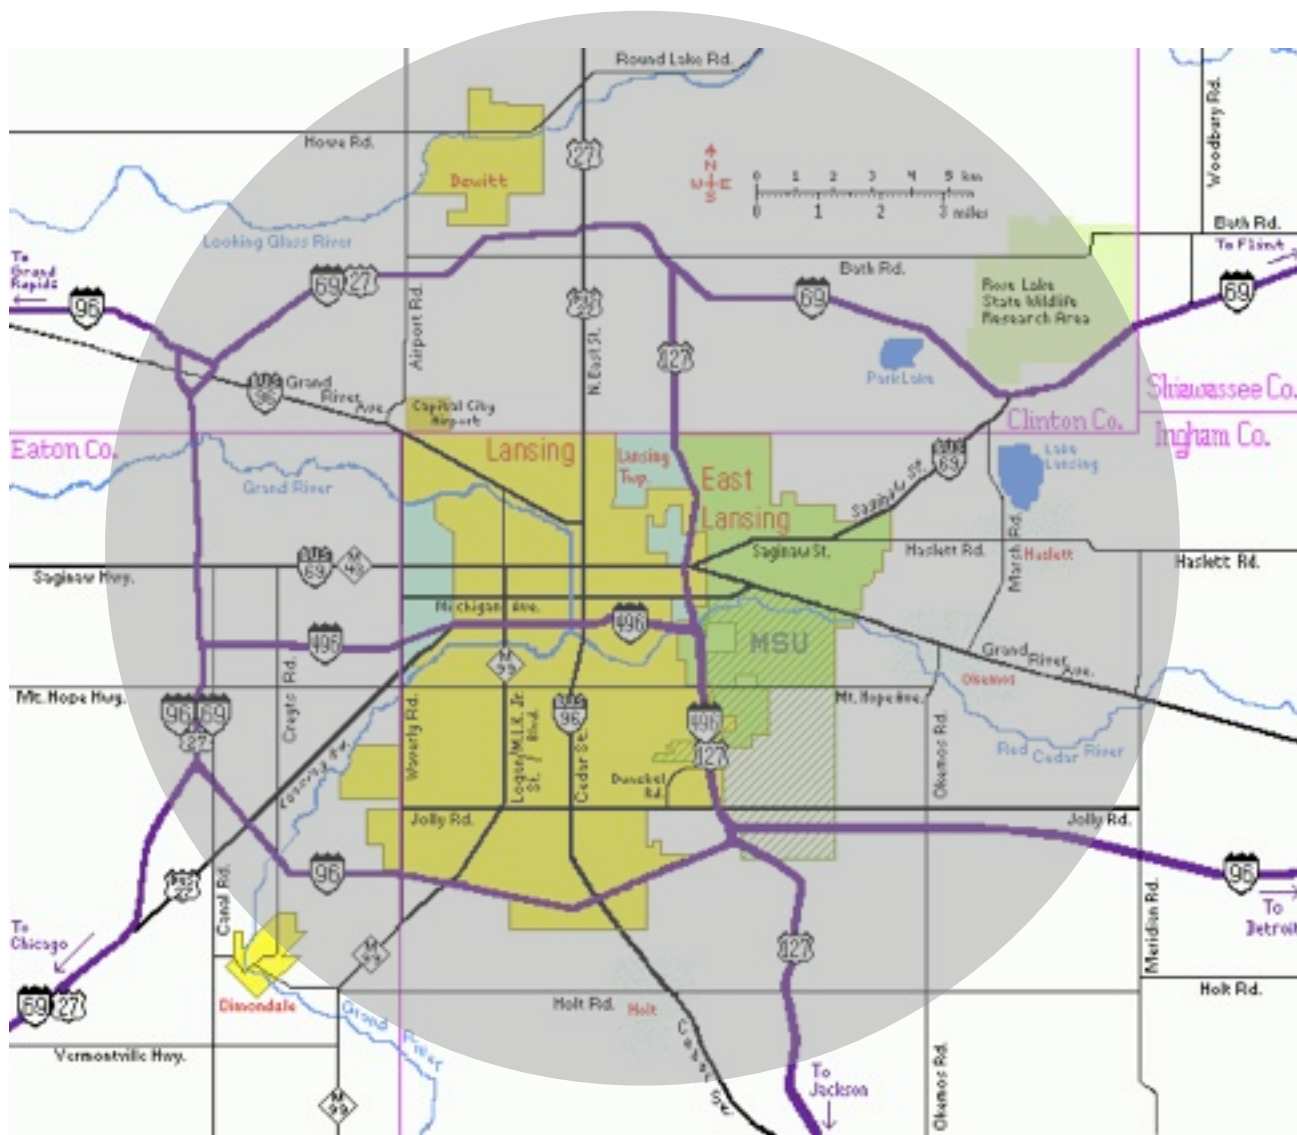 Round Lake Rd.
Howe Rd.
27
Woodbury Rd.
N
W E
S
0 1 2 3 4 5 km
0 1 2 3 miles
Dewitt
Looking Glass River
Bath Rd.
To Flint
To
Grand
Rapids
96
69
27
Bath Rd.
69
69
Rose Lake
State Wildlife
Research Area
Airport Rd.
N. East St.
127
Park Lake
96
Grand
River
Ave.
Capital City
Airport
Shiawassee Co.
Clinton Co.
Ingham Co.
Eaton Co.
Lansing
Lansing
Twp.
East
Lansing
69
Lake
Lansing
Grand River
Saginaw St.
Saginaw St.
Haslett Rd.
Marsh Rd.
Haslett
Haslett Rd.
Saginaw Hwy.
69
M
43
Michigan Ave.
496
496
MSU
M
99
Grand
River
Ave.
Okemos
Mt. Hope Hwy.
Mt. Hope Ave.
96
69
27
Creyts Rd.
Waverly Rd.
Logan/M.L.K. Jr.
St. / Blvd.
96
Cedar St.
496
127
Okemos Rd.
Red Cedar River
Lansing Rd.
Dunckel
Rd.
Jolly Rd.
Jolly Rd.
27
96
96
To
Detroit
Canal Rd.
Meridian Rd.
To
Chicago
M
99
127
69
27
Dimondale
Grand River
Holt Rd.
Holt
Holt Rd.
Cedar St.
Vermontville Hwy.
M
99
To
Jackson
Okemos Rd.